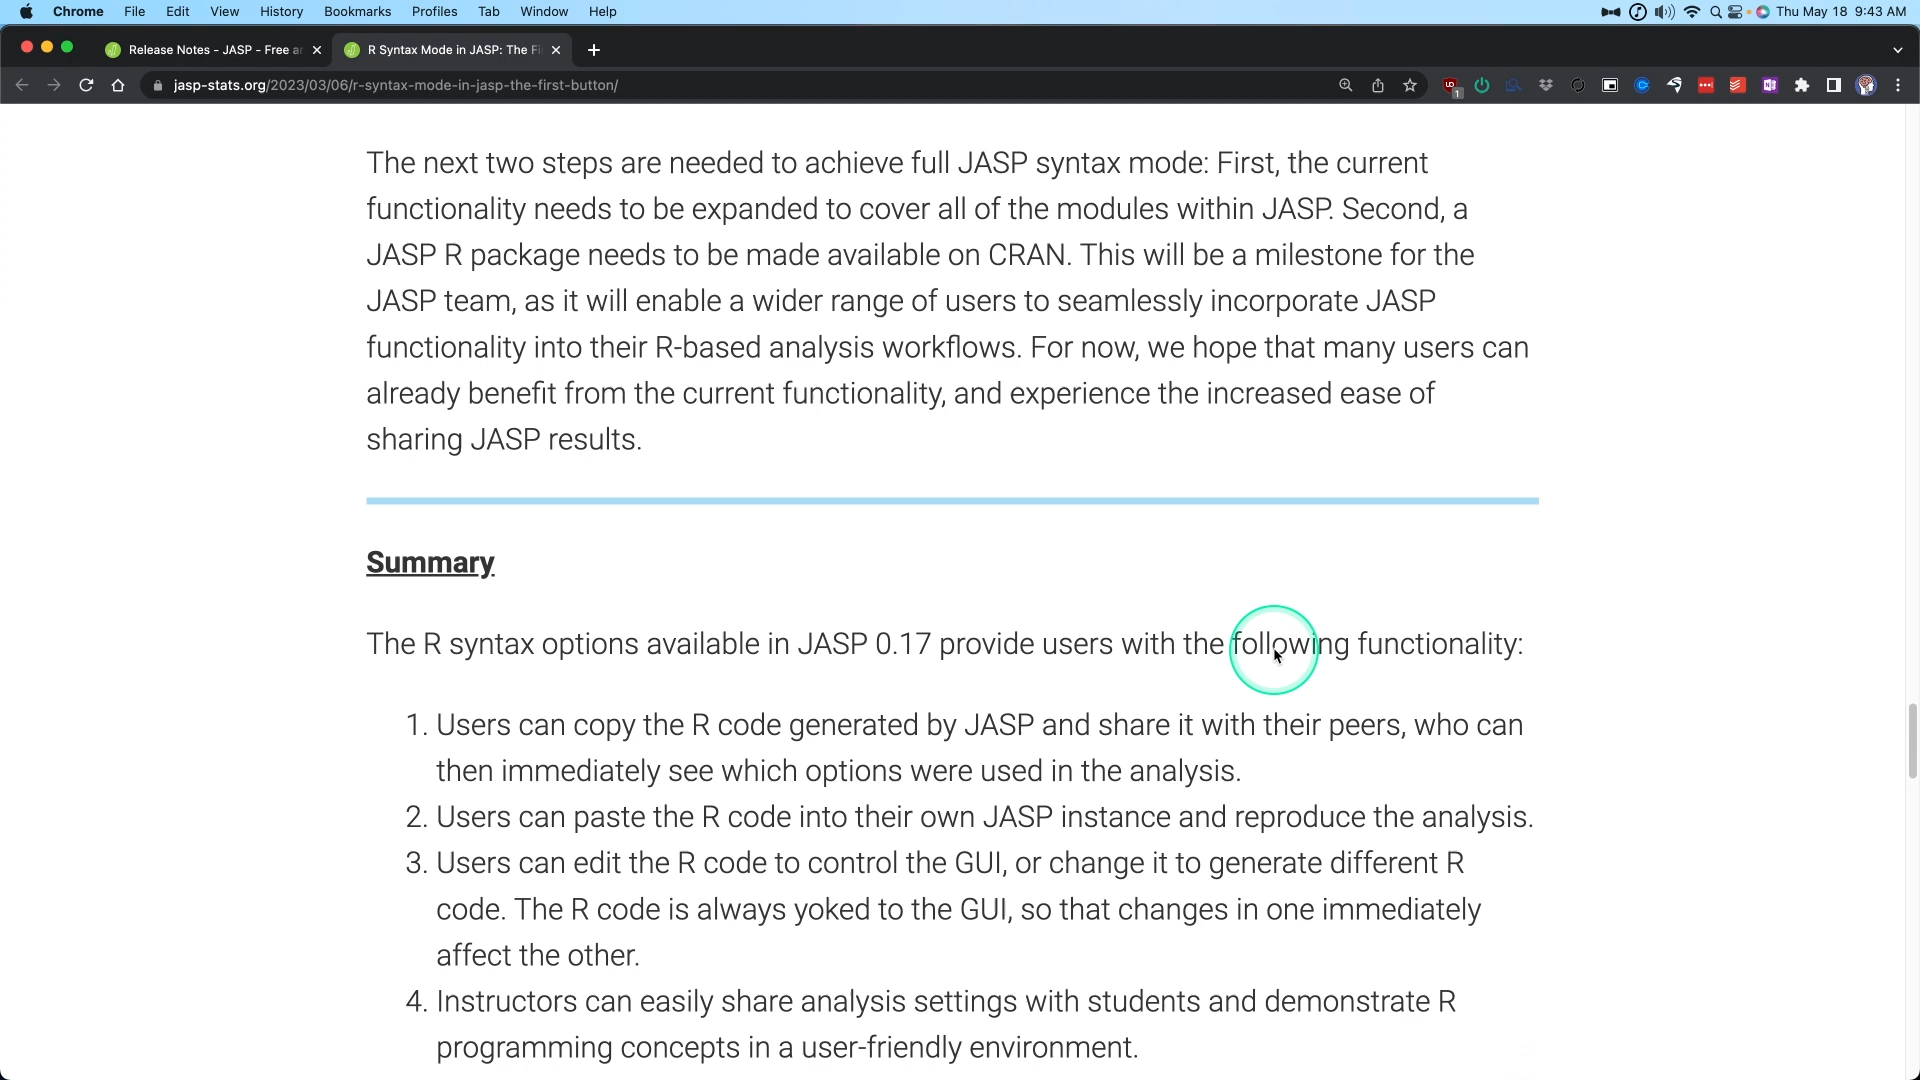 Chrome File Edit View History Bookmarks Profiles Tab Window Help Thu May 18 9:43 AM
Release Notes - JASP - Free ar R Syntax Mode in JASP: The Fi
jasp-stats.org/2023/03/06/r-syntax-mode-in-jasp-the-first-button/
The next two steps are needed to achieve full JASP syntax mode: First, the current
functionality needs to be expanded to cover all of the modules within JASP. Second, a
JASP R package needs to be made available on CRAN. This will be a milestone for the
JASP team, as it will enable a wider range of users to seamlessly incorporate JASP
functionality into their R-based analysis workflows. For now, we hope that many users can
already benefit from the current functionality, and experience the increased ease of
sharing JASP results.
Summary
The R syntax options available in JASP 0.17 provide users with the following functionality:
1. Users can copy the R code generated by JASP and share it with their peers, who can
then immediately see which options were used in the analysis.
2. Users can paste the R code into their own JASP instance and reproduce the analysis.
3. Users can edit the R code to control the GUI, or change it to generate different R
code. The R code is always yoked to the GUI, so that changes in one immediately
affect the other.
4. Instructors can easily share analysis settings with students and demonstrate R
programming concepts in a user-friendly environment.